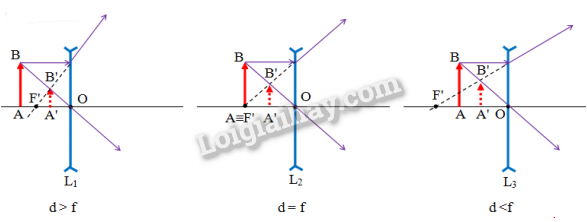 B
B'
F'
O
A
A'
L1
d > f
B
B'
O
A≡F'
A'
L2
d = f
B
B'
F'
O
A
A'
L3
d <f
Loigiaihay.com